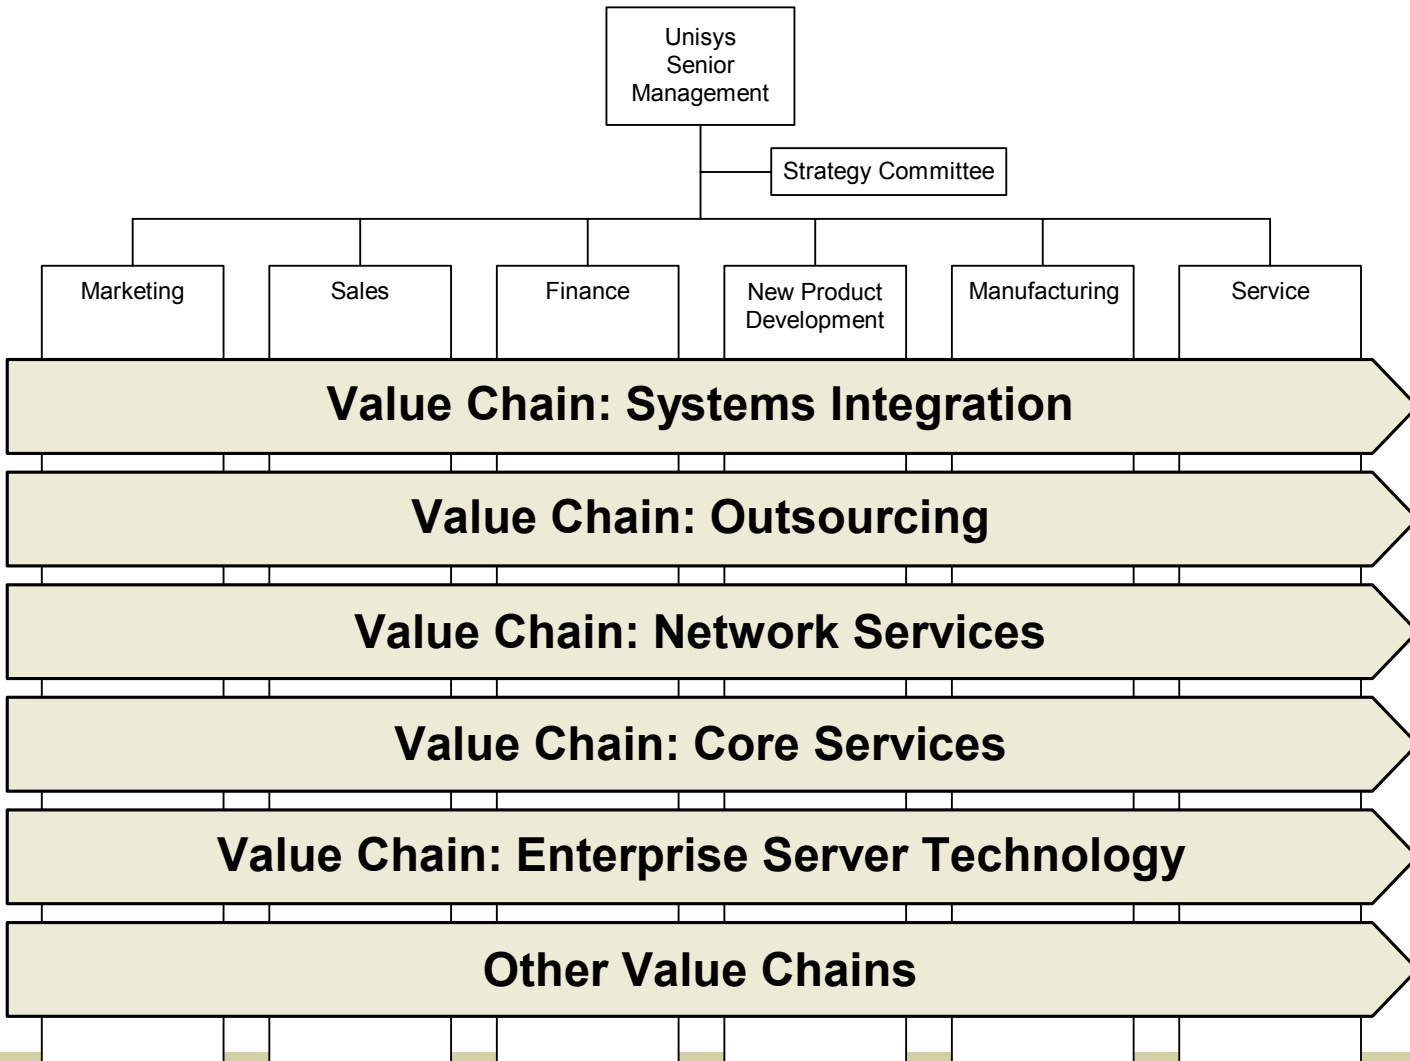 Unisys
Senior
Management
Strategy Committee
Marketing
Sales
Finance
New Product
Development
Manufacturing
Service
Value Chain: Systems Integration
Value Chain: Outsourcing
Value Chain: Network Services
Value Chain: Core Services
Value Chain: Enterprise Server Technology
Other Value Chains